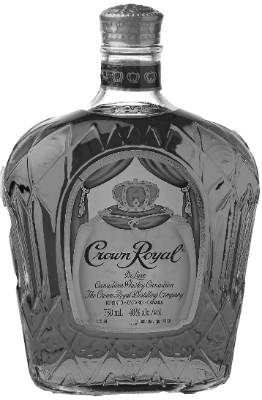 Crown Royal
De Luxe
Canadian Whisky Canadien
The Crown Royal Distilling Company
750 mL 40% alc./vol.